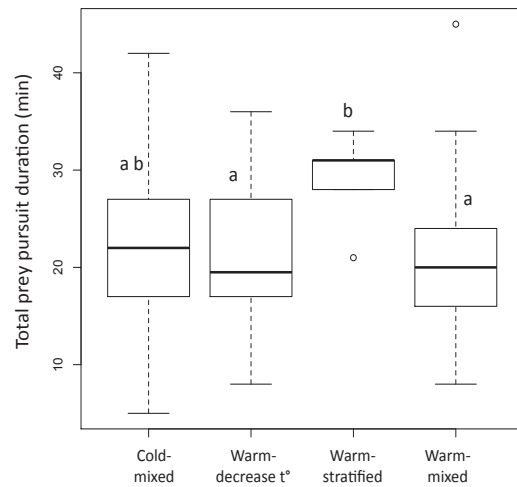 Total prey pursuit duration (min)
40
30
20
10
a b
a
b
a
Cold-
mixed
Warm-
decrease t°
Warm-
stratified
Warm-
mixed